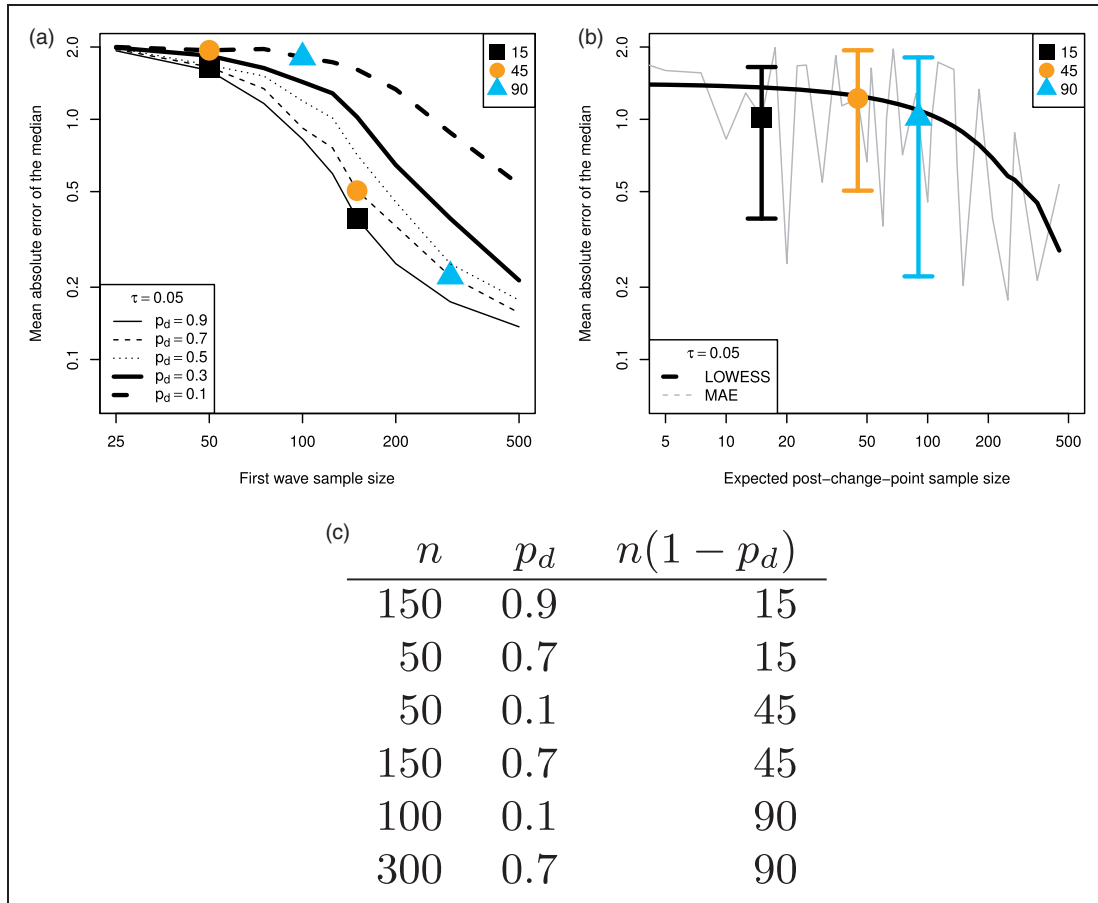 (a)
Mean absolute error of the median
2.0
1.0
0.5
0.2
0.1
15
45
90
τ = 0.05
p_d = 0.9
p_d = 0.7
p_d = 0.5
p_d = 0.3
p_d = 0.1
25 50 100 200 500
First wave sample size
(b)
Mean absolute error of the median
2.0
1.0
0.5
0.2
0.1
15
45
90
τ = 0.05
LOWESS
MAE
5 10 20 50 100 200 500
Expected post−change−point sample size
(c)
n p_d n(1 − p_d)
150 0.9 15
50 0.7 15
50 0.1 45
150 0.7 45
100 0.1 90
300 0.7 90